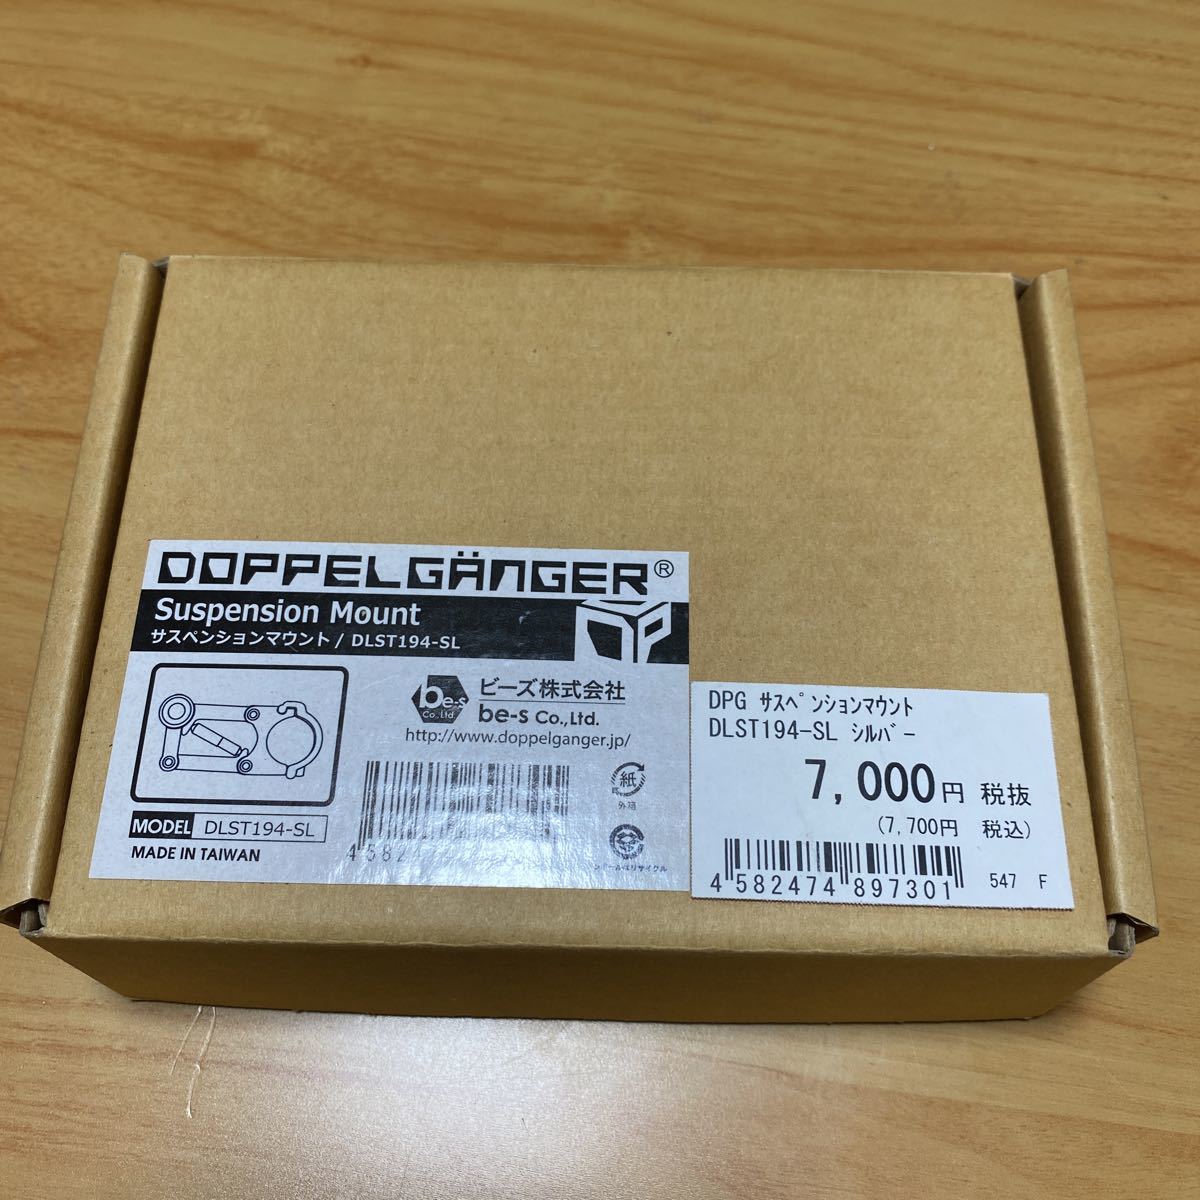 DOPPELGÄNGER®
Suspension Mount
サスペンションマウント / DLST194-SL
be-s
Co.,Ltd
ビーズ株式会社
be-s Co.,Ltd.
http://www.doppelganger.jp/
紙
外箱
MODEL DLST194-SL
MADE IN TAIWAN
4 5824
DPG ｻｽﾍﾟﾝｼｮﾝﾏｳﾝﾄ
DLST194-SL ｼﾙﾊﾞｰ
7,000円 税抜
(7,700円 税込)
4 582474 897301
547 F